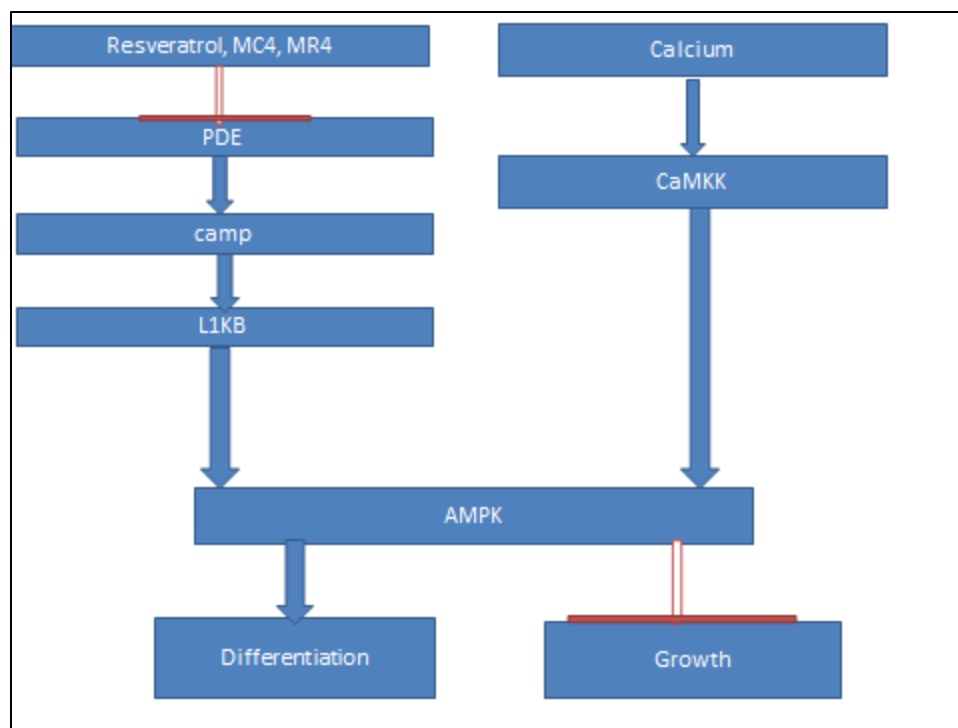 Resveratrol, MC4, MR4
Calcium
PDE
CaMKK
camp
L1KB
AMPK
Differentiation
Growth